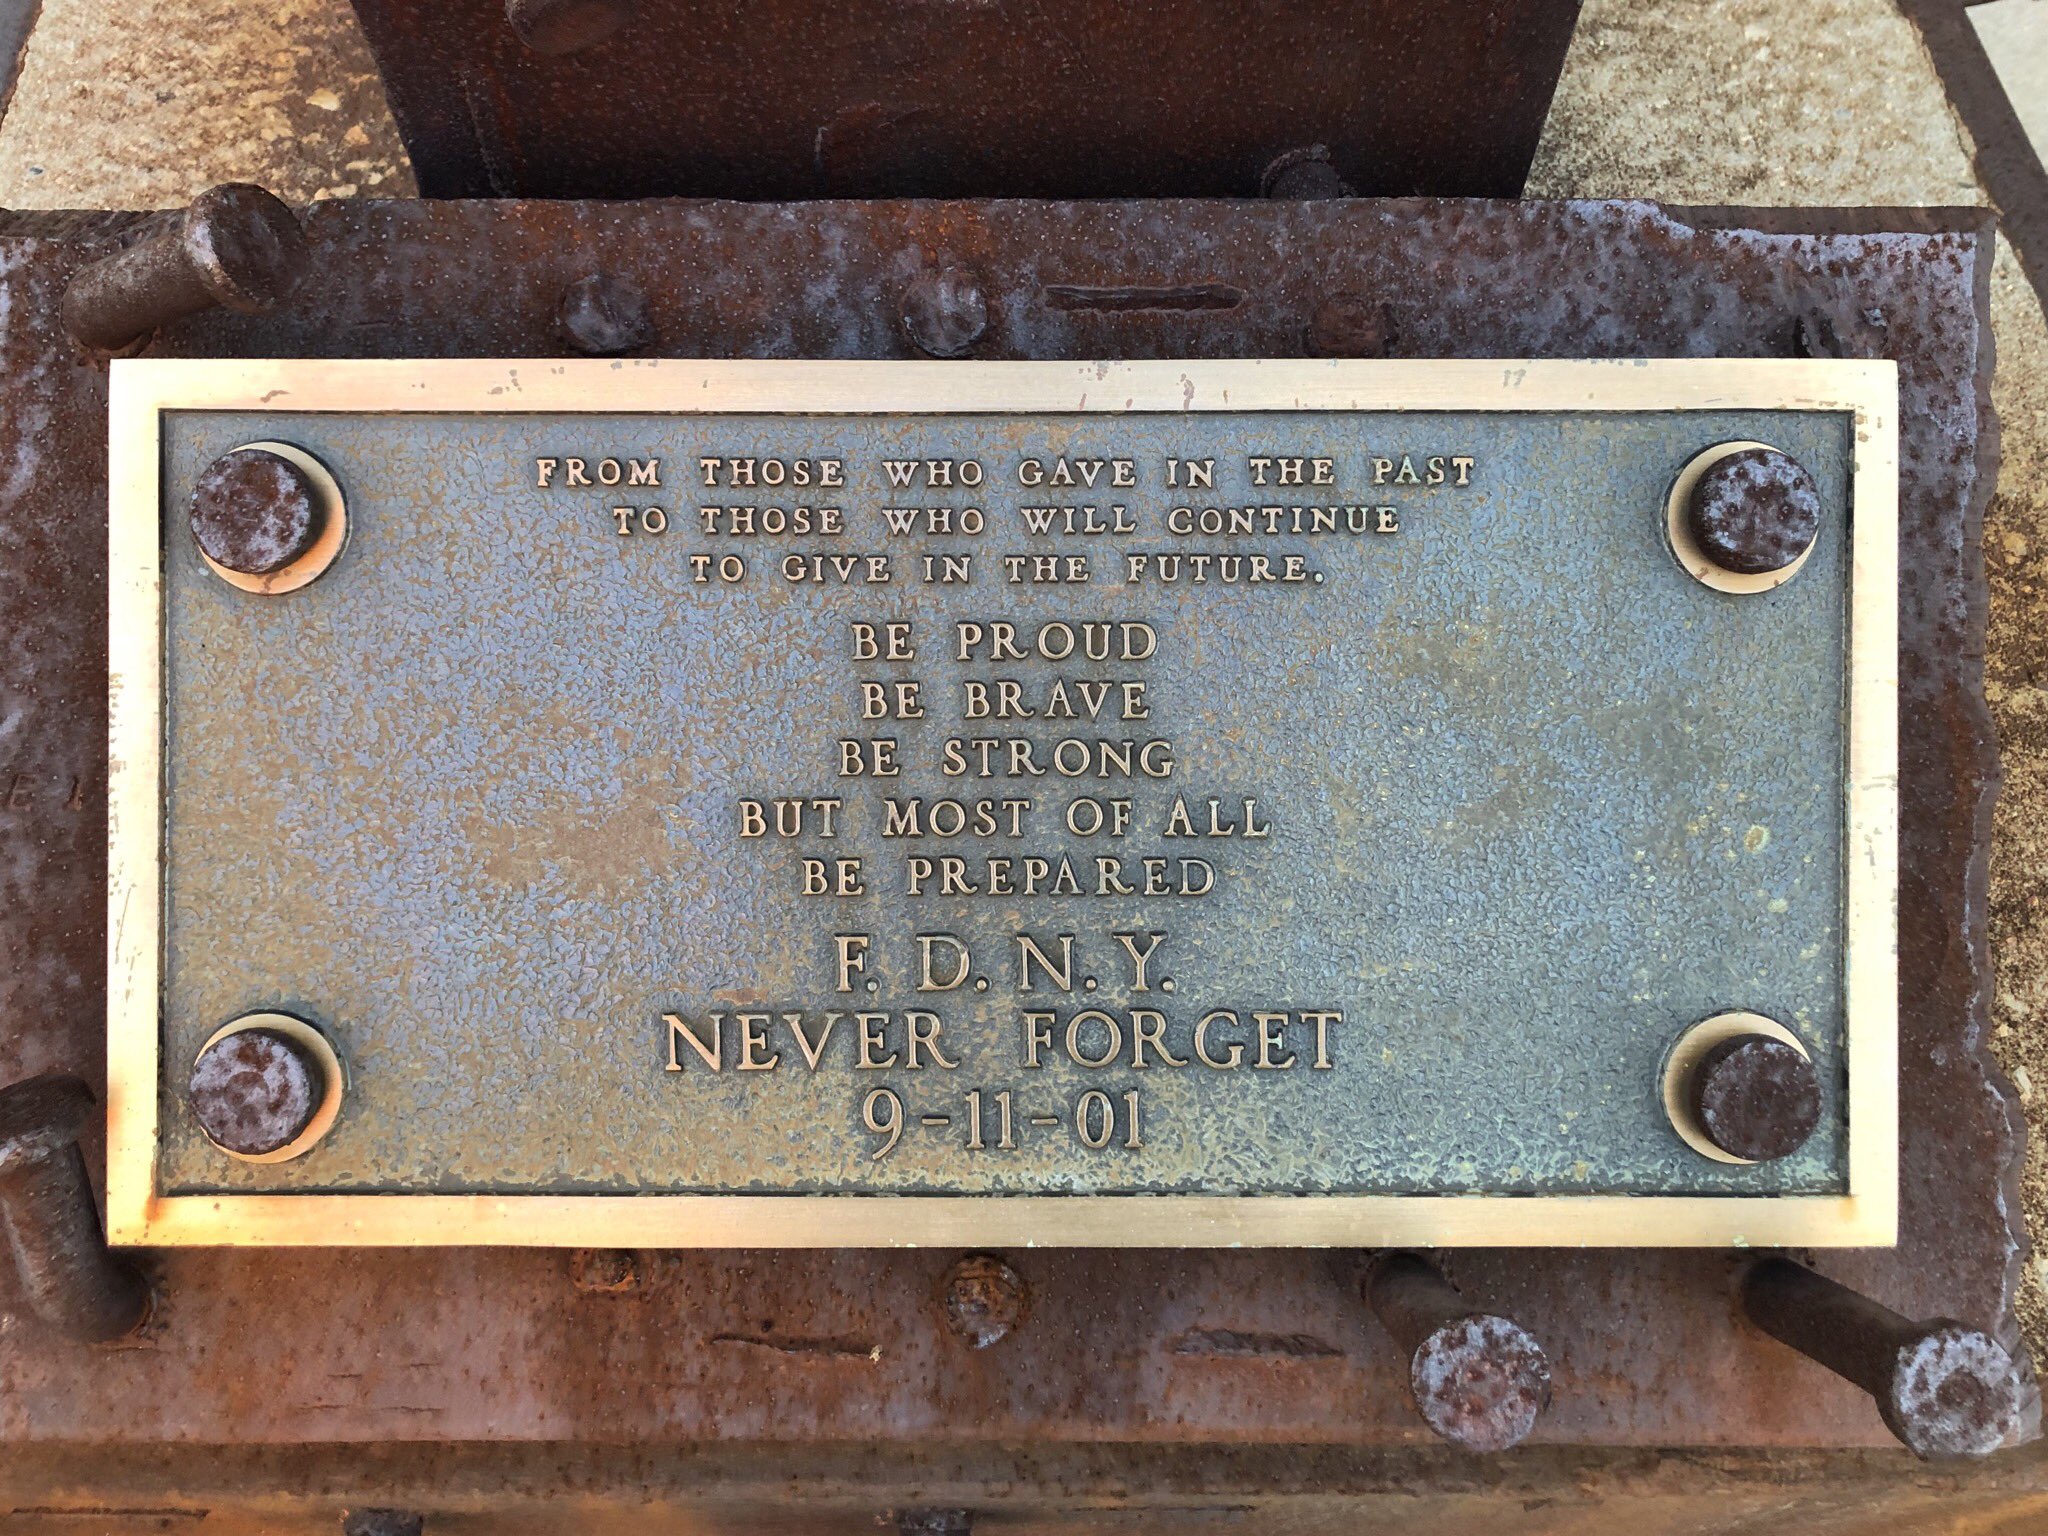 FROM THOSE WHO GAVE IN THE PAST
TO THOSE WHO WILL CONTINUE
TO GIVE IN THE FUTURE.
BE PROUD
BE BRAVE
BE STRONG
BUT MOST OF ALL
BE PREPARED
F. D. N. Y.
NEVER FORGET
9-11-01